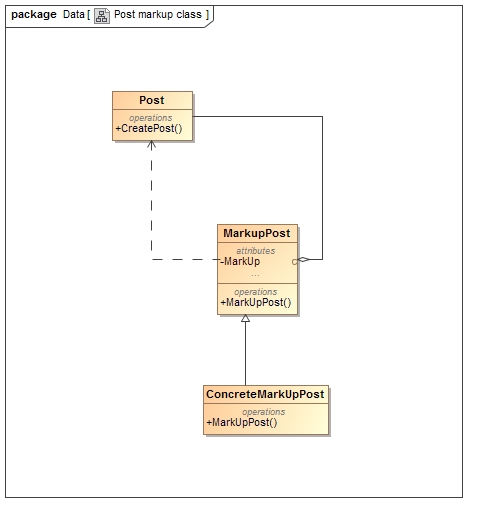 package Data [ Post markup class ]
Post
operations
+CreatePost()
MarkupPost
attributes
-MarkUp
...
operations
+MarkUpPost()
ConcreteMarkUpPost
operations
+MarkUpPost()